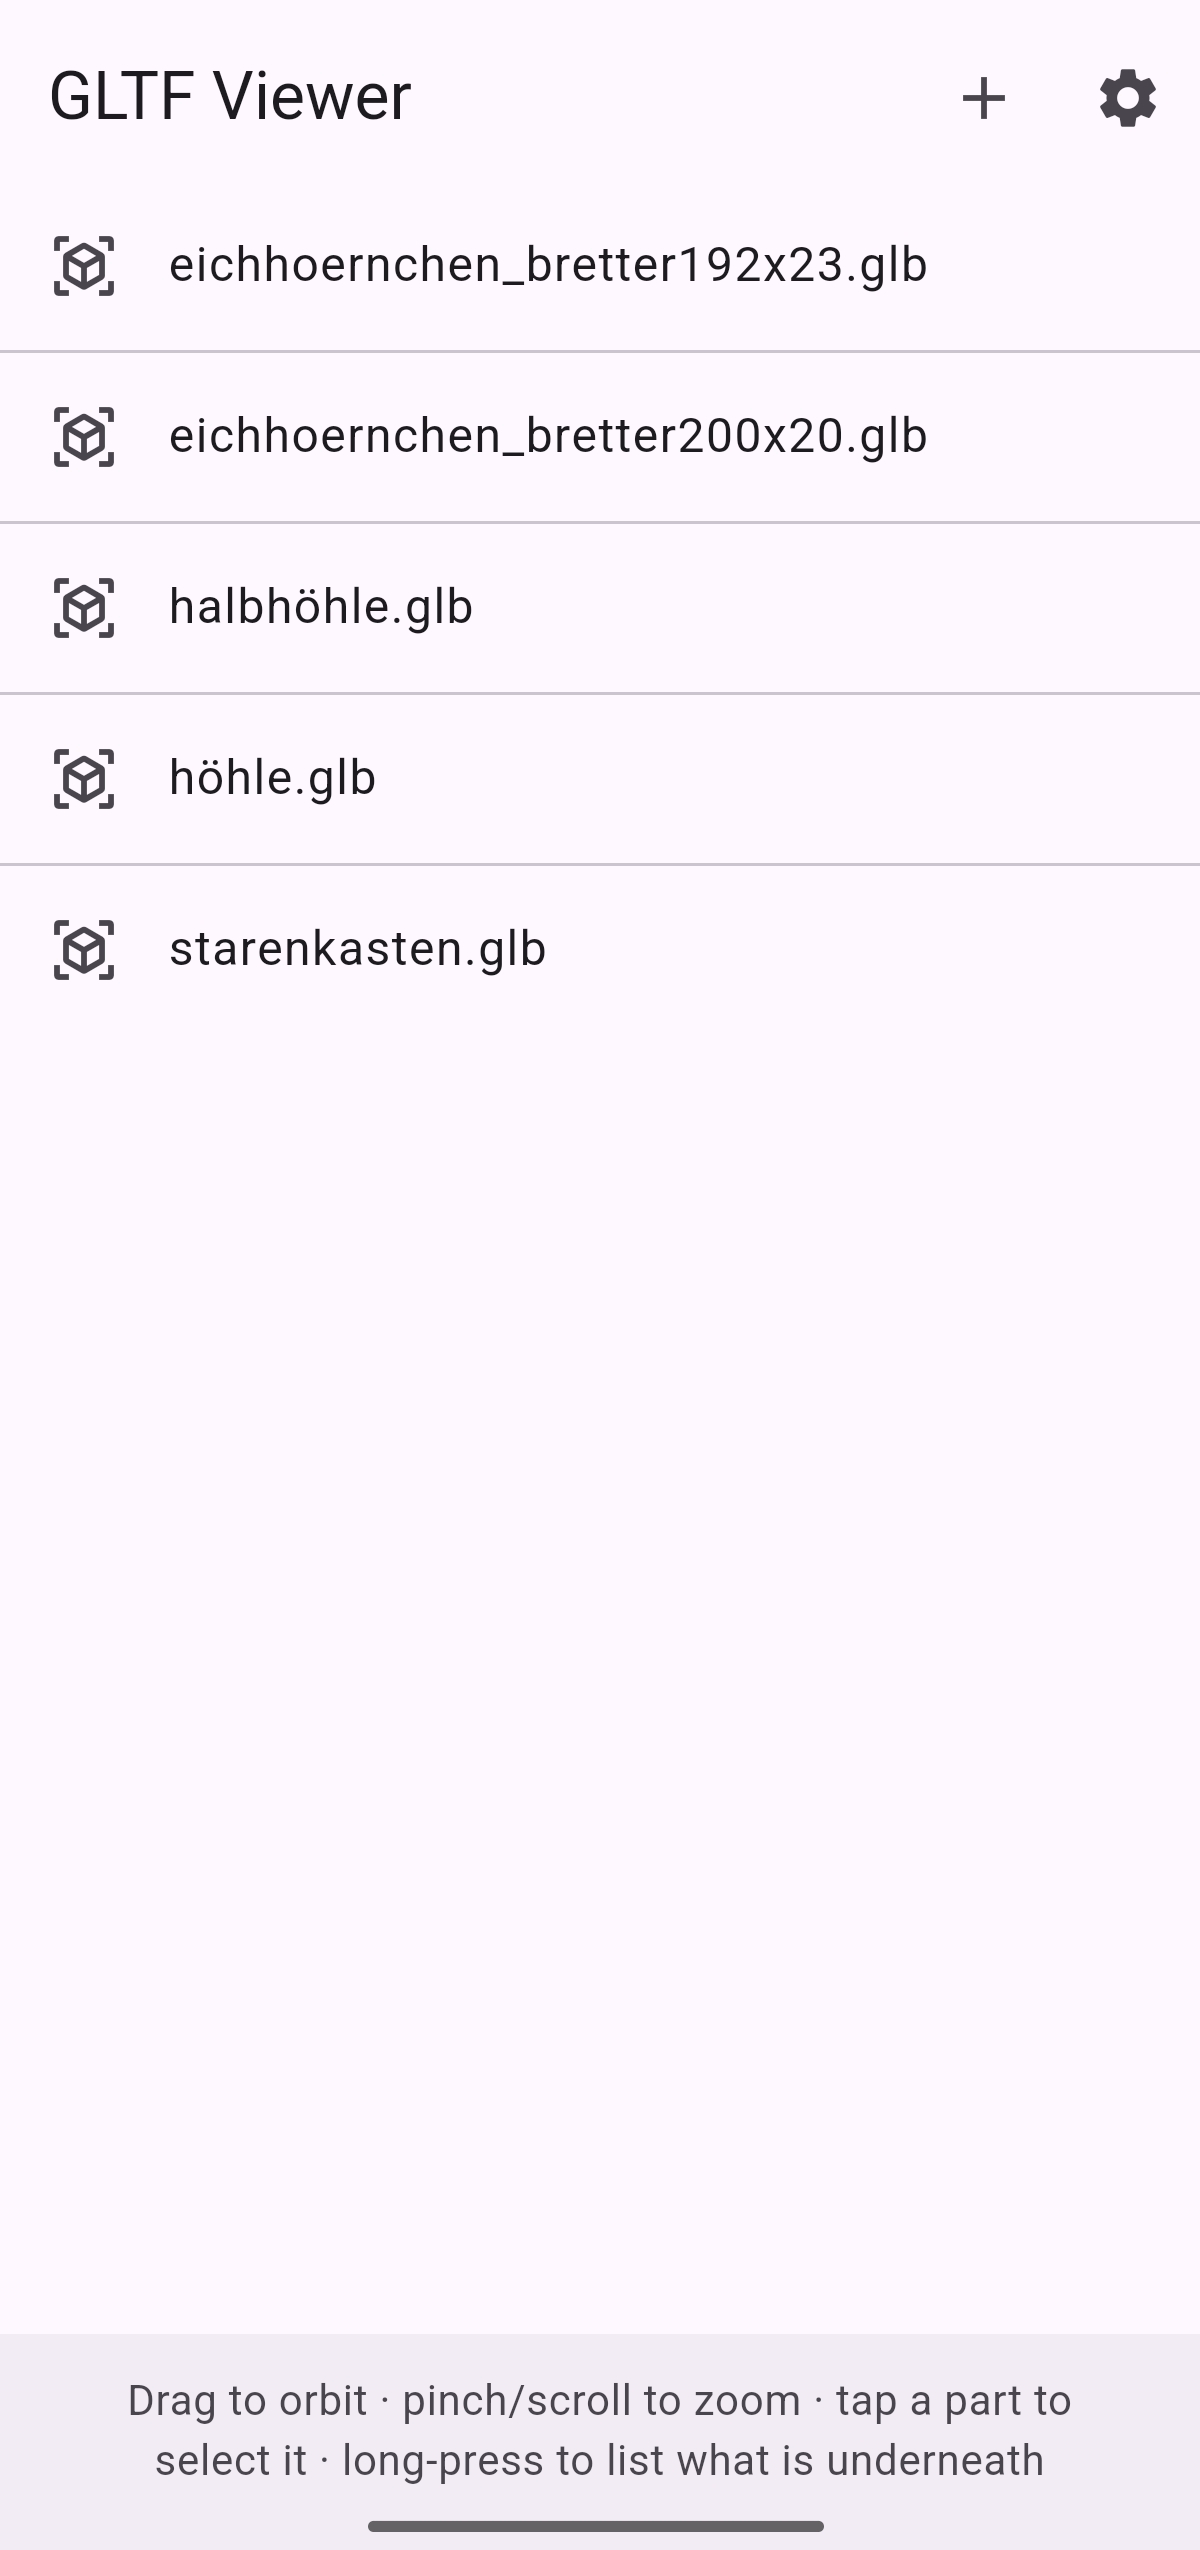 GLTF Viewer
eichhoernchen_bretter192x23.glb
eichhoernchen_bretter200x20.glb
halbhöhle.glb
höhle.glb
starenkasten.glb
Drag to orbit · pinch/scroll to zoom · tap a part to
select it · long-press to list what is underneath